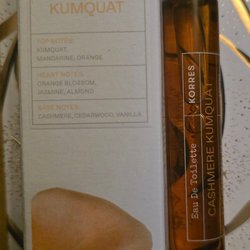 KUMQUAT
TOP NOTES:
KUMQUAT,
MANDARINE, ORANGE
HEART NOTES:
ORANGE BLOSSOM,
JASMINE, ALMOND
BASE NOTES:
CASHMERE, CEDARWOOD, VANILLA
KORRES
Eau De Toilette
CASHMERE KUMQUAT